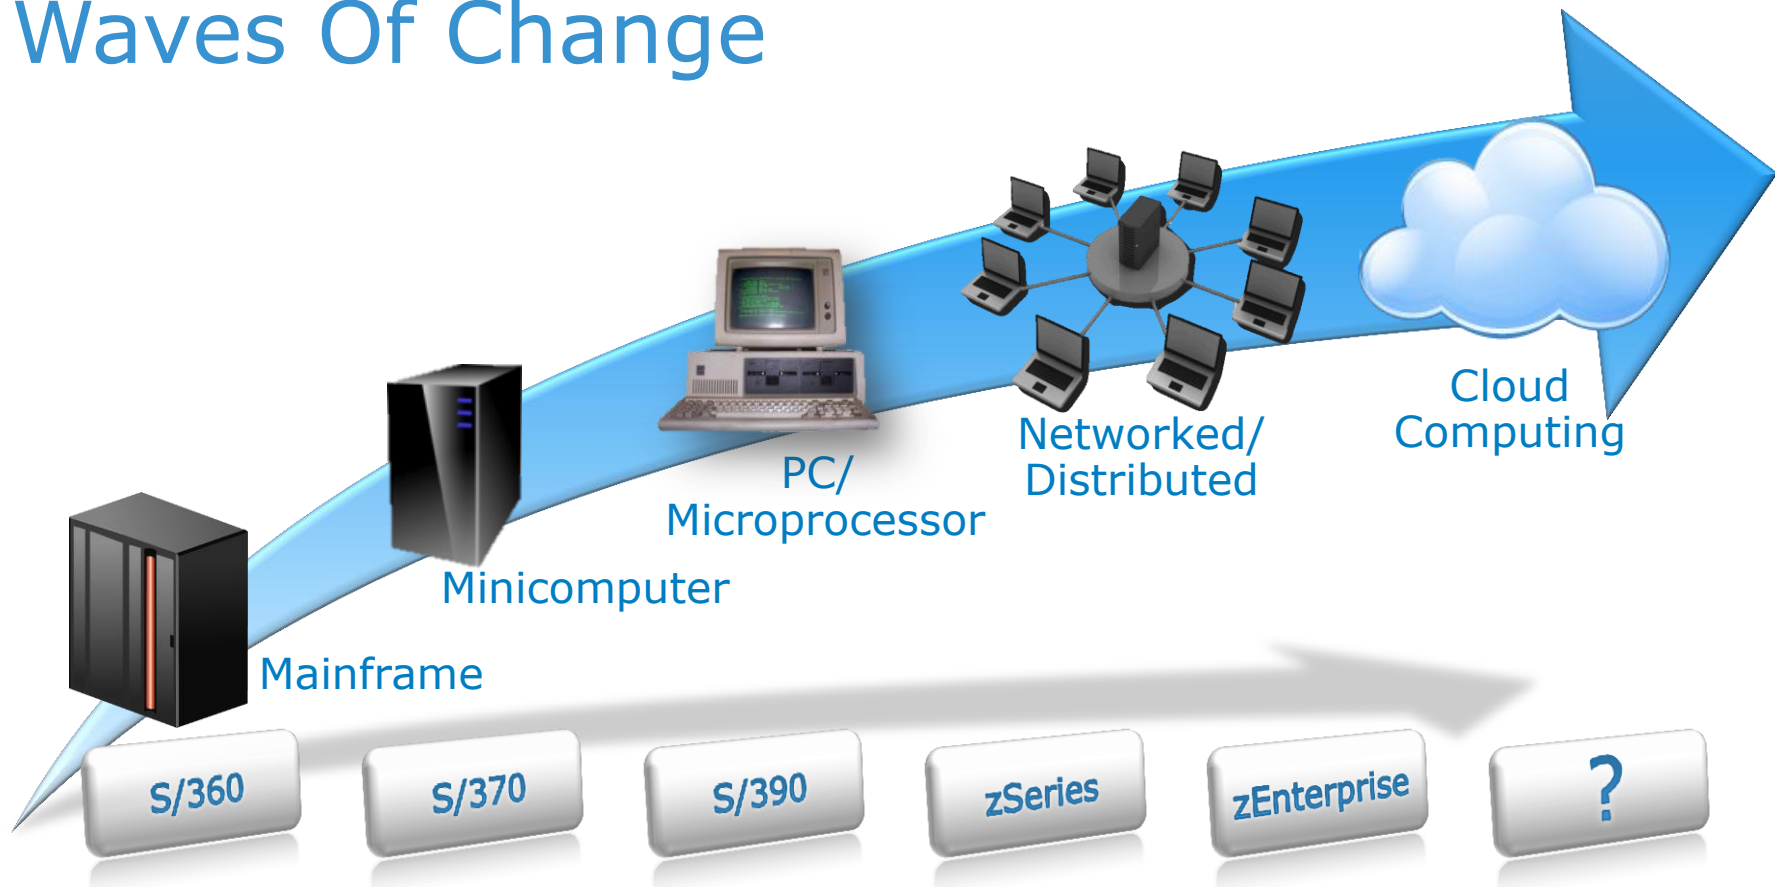 Waves Of Change
Cloud
Computing
Networked/
Distributed
PC/
Microprocessor
Minicomputer
Mainframe
S/360
S/370
S/390
zSeries
zEnterprise
?